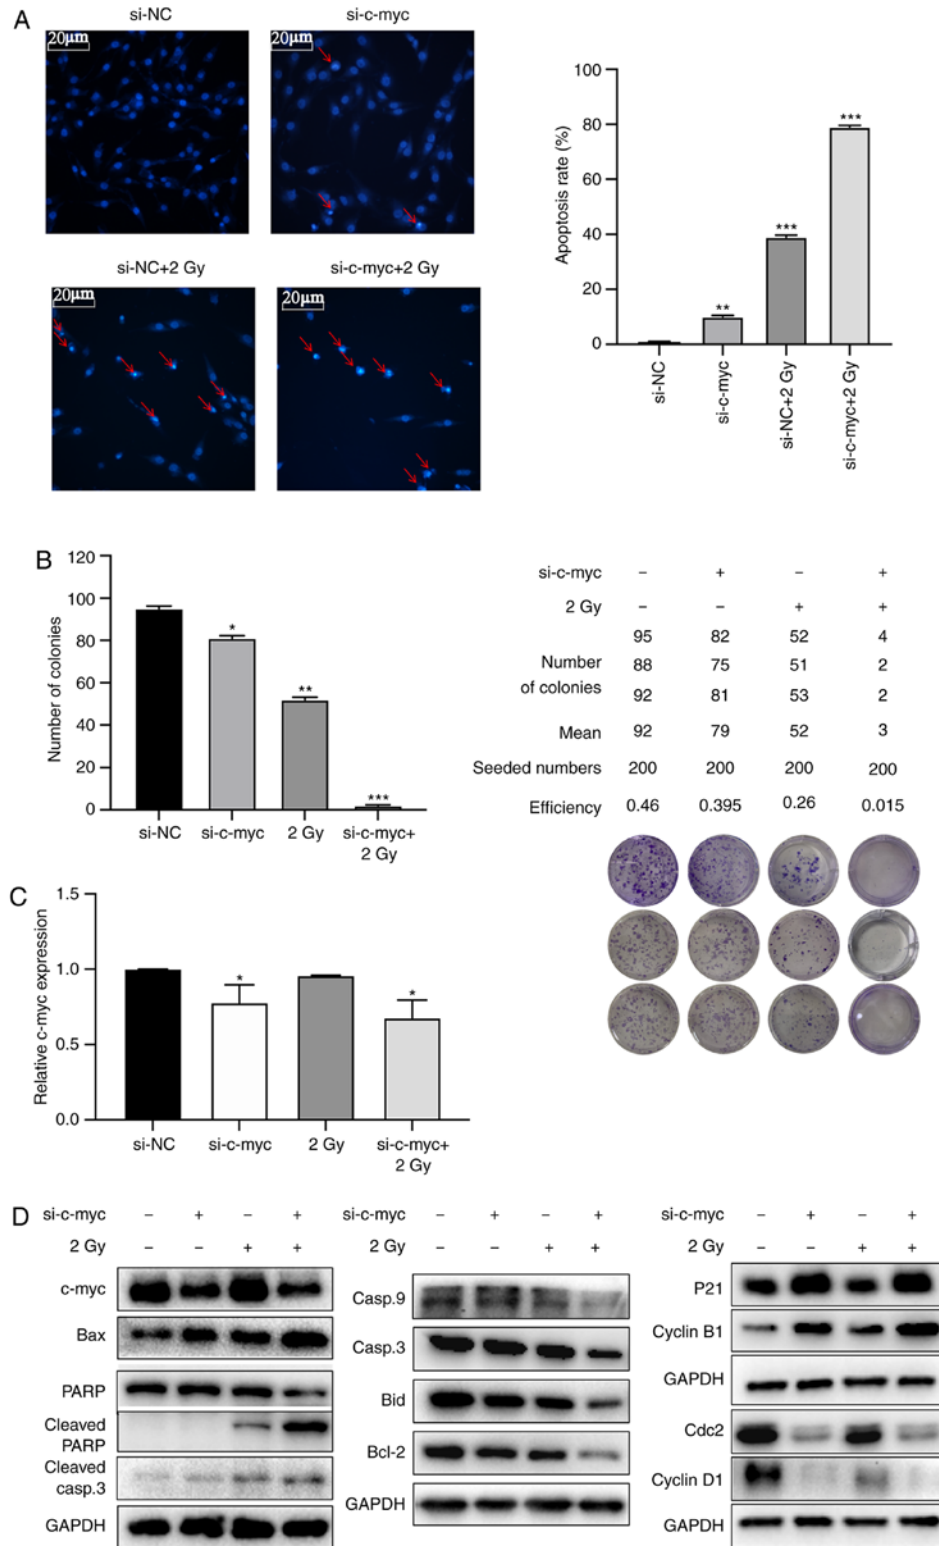 A
si-NC
si-c-myc
20μm
20μm
si-NC+2 Gy
si-c-myc+2 Gy
20μm
20μm
Apoptosis rate (%)
100
80
60
40
20
0
**
***
***
si-NC
si-c-myc
si-NC+2 Gy
si-c-myc+2 Gy
B
Number of colonies
120
100
80
60
40
20
0
*
**
***
si-NC
si-c-myc
2 Gy
si-c-myc+
2 Gy
si-c-myc – + – +
2 Gy – – + +
95 82 52 4
Number 88 75 51 2
of colonies 92 81 53 2
Mean 92 79 52 3
Seeded numbers 200 200 200 200
Efficiency 0.46 0.395 0.26 0.015
C
Relative c-myc expression
1.5
1.0
0.5
0.0
*
*
si-NC
si-c-myc
2 Gy
si-c-myc+
2 Gy
D
si-c-myc – + – +
2 Gy – – + +
c-myc
Bax
PARP
Cleaved
PARP
Cleaved
casp.3
GAPDH
si-c-myc – + – +
2 Gy – – + +
Casp.9
Casp.3
Bid
Bcl-2
GAPDH
si-c-myc – + – +
2 Gy – – + +
P21
Cyclin B1
GAPDH
Cdc2
Cyclin D1
GAPDH